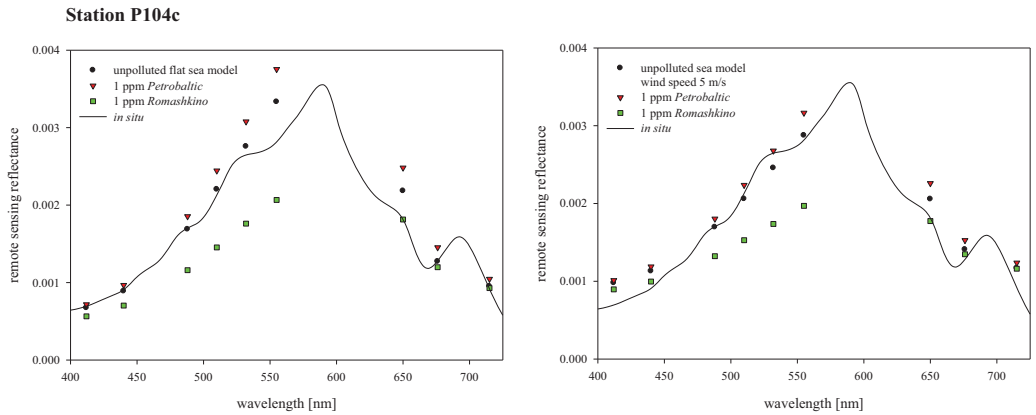 Station P104c
0.004
0.003
0.002
0.001
0.000
remote sensing reflectance
unpolluted flat sea model
1 ppm Petrobaltic
1 ppm Romashkino
in situ
400 450 500 550 600 650 700
wavelength [nm]
0.004
0.003
0.002
0.001
0.000
remote sensing reflectance
unpolluted sea model
wind speed 5 m/s
1 ppm Petrobaltic
1 ppm Romashkino
in situ
400 450 500 550 600 650 700
wavelength [nm]